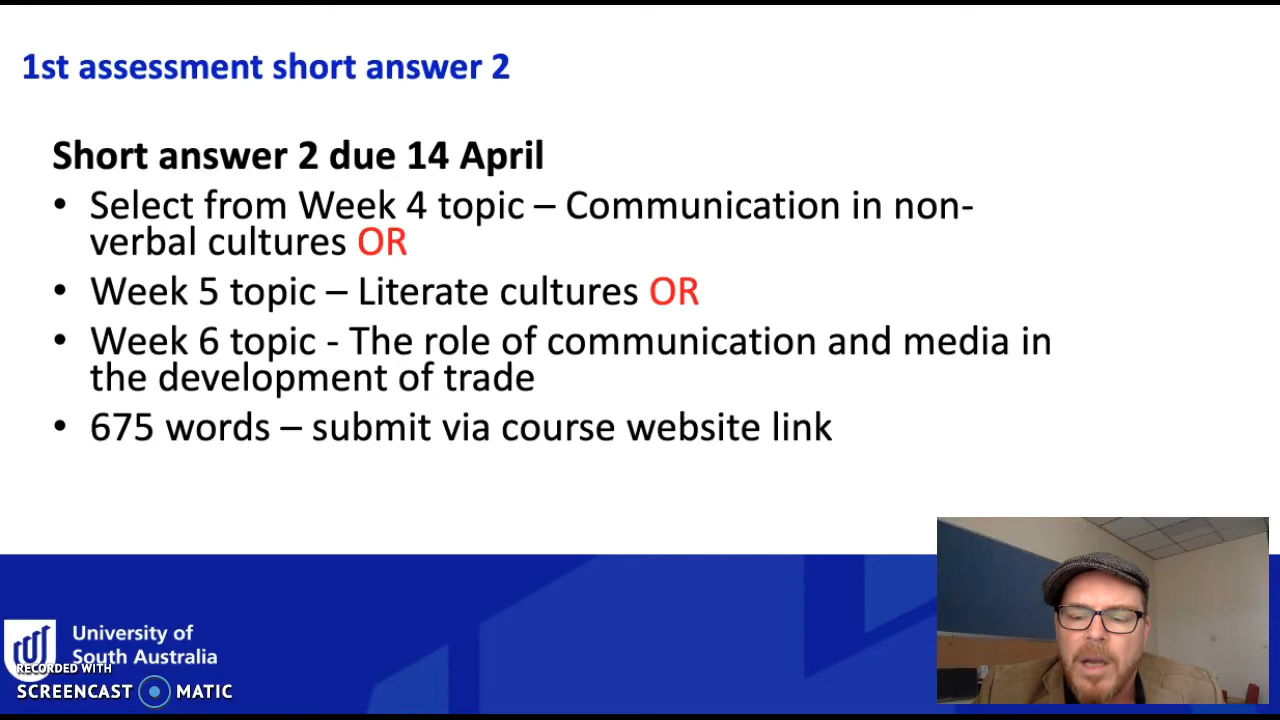 1st assessment short answer 2
Short answer 2 due 14 April
• Select from Week 4 topic – Communication in non-
verbal cultures OR
• Week 5 topic – Literate cultures OR
• Week 6 topic - The role of communication and media in
the development of trade
• 675 words – submit via course website link
University of
South Australia
RECORDED WITH
SCREENCAST MATIC